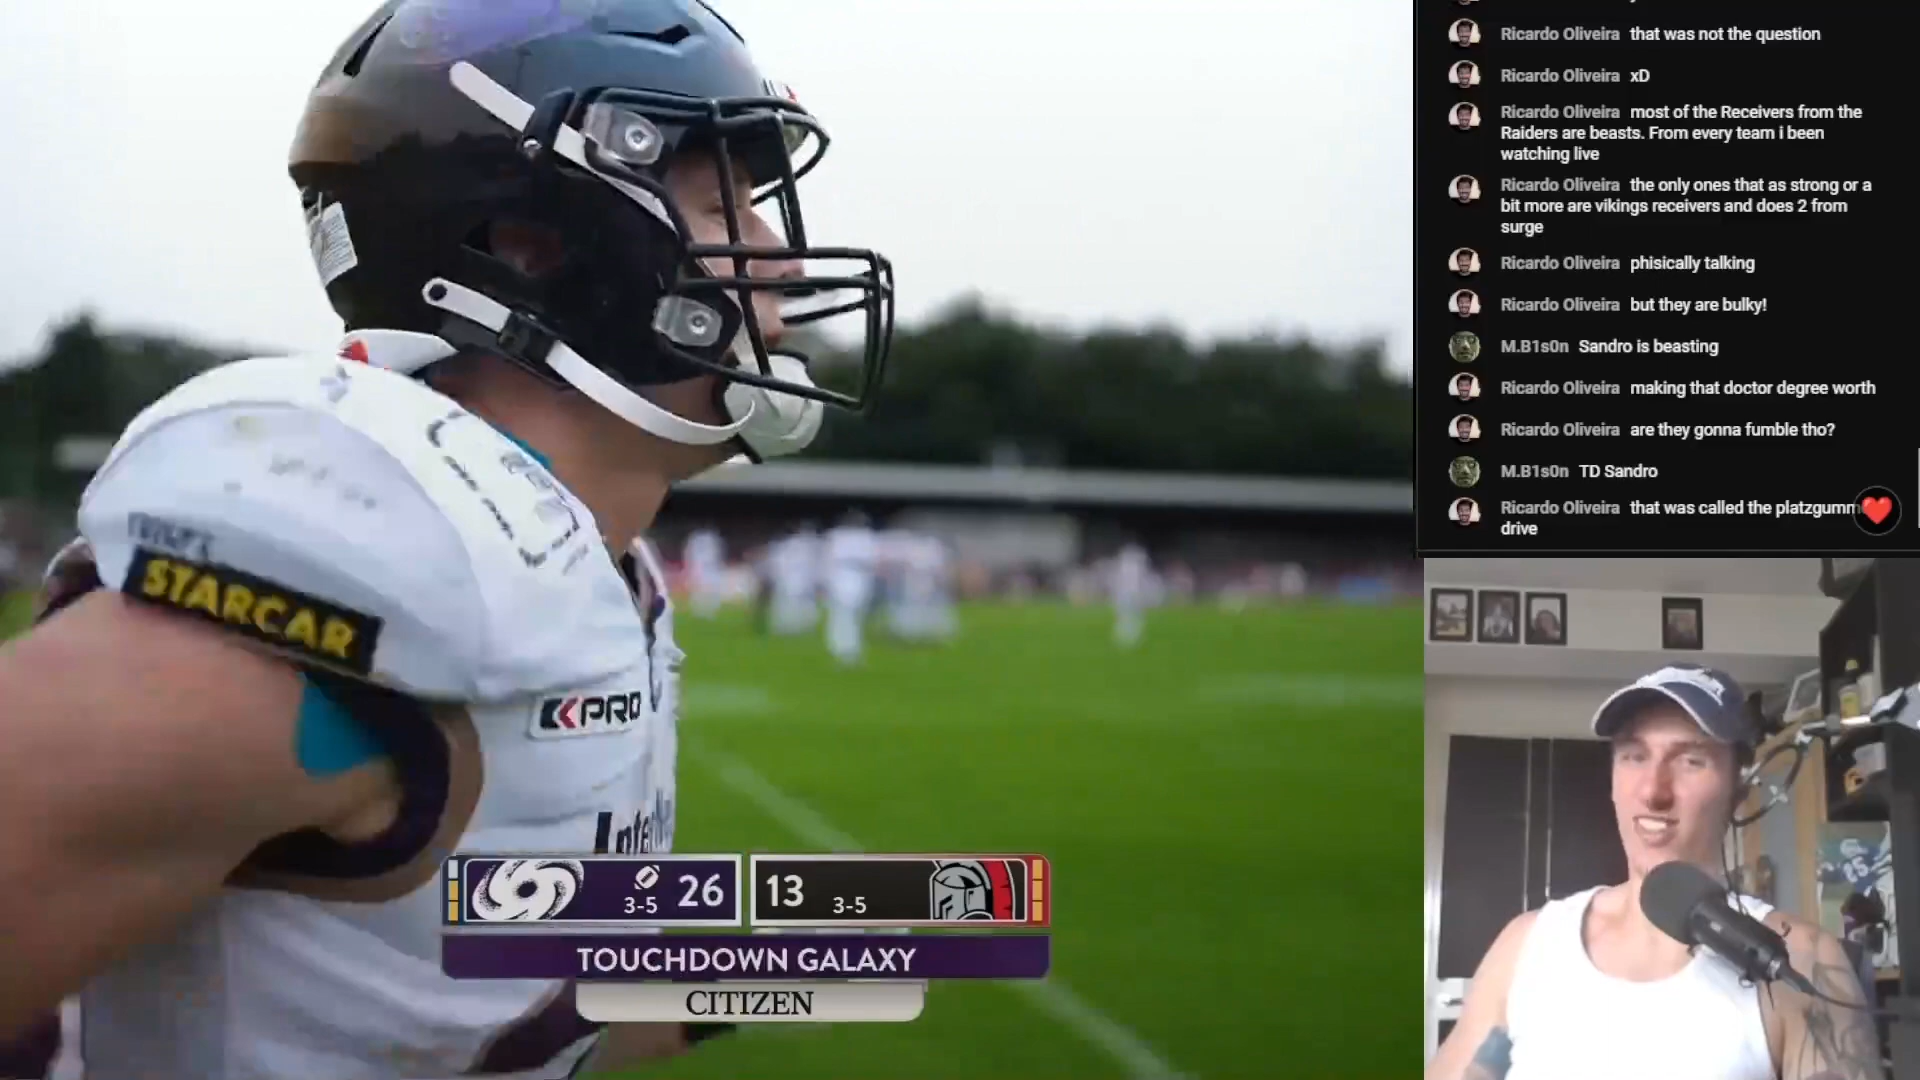 Ricardo Oliveira that was not the question
Ricardo Oliveira xD
Ricardo Oliveira most of the Receivers from the
Raiders are beasts. From every team i been
watching live
Ricardo Oliveira the only ones that as strong or a
bit more are vikings receivers and does 2 from
surge
Ricardo Oliveira phisically talking
Ricardo Oliveira but they are bulky!
M.B1s0n Sandro is beasting
Ricardo Oliveira making that doctor degree worth
Ricardo Oliveira are they gonna fumble tho?
M.B1s0n TD Sandro
Ricardo Oliveira that was called the
drive
STARCAR
KPRO
3-5 26
13 3-5
TOUCHDOWN GALAXY
CITIZEN